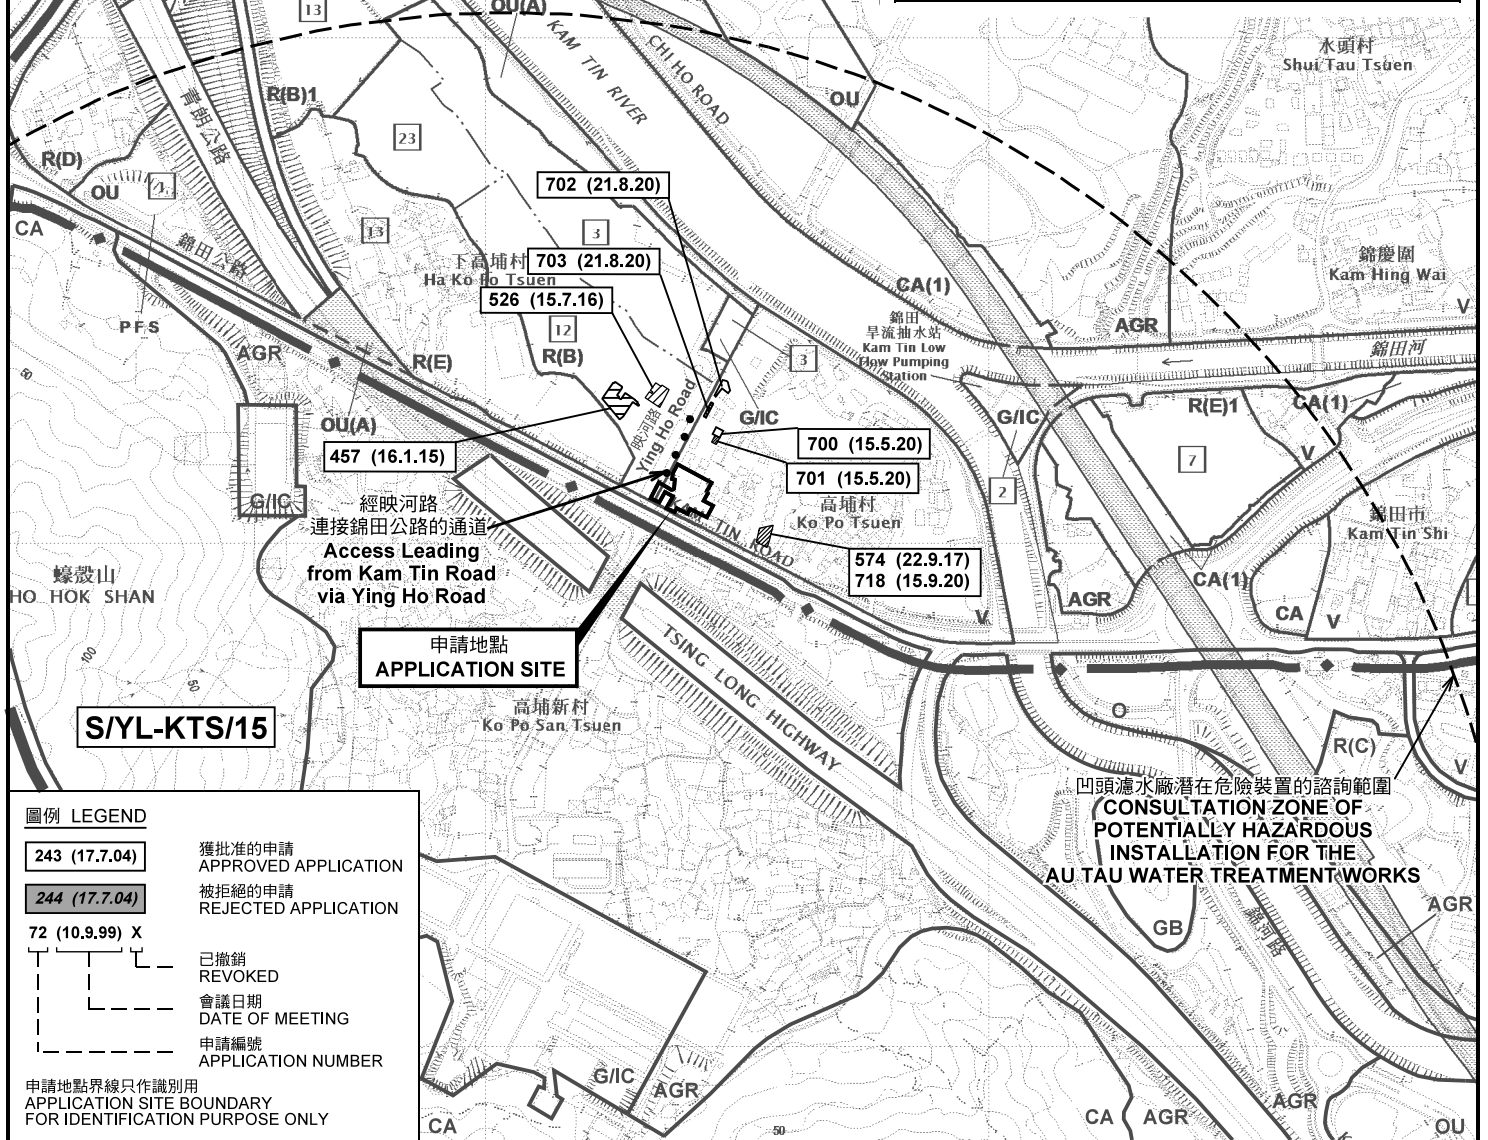 13
OU(A)
KAM TIN RIVER
CHI HO ROAD
水頭村
Shui Tau Tsuen
青朗公路
R(B)1
OU
23
R(D)
OU
702 (21.8.20)
CA
錦田公路
13
3
下高埔村
Ha Ko Po Tsuen
703 (21.8.20)
錦慶圍
Kam Hing Wai
526 (15.7.16)
CA(1)
V
PFS
12
錦田
旱流抽水站
Kam Tin Low
Flow Pumping
Station
AGR
錦田河
AGR
R(E)
R(B)
3
50
OU(A)
映河路
Ying Ho Road
G/IC
G/IC
R(E)1
CA(1)
457 (16.1.15)
700 (15.5.20)
V
7
701 (15.5.20)
G/IC
經映河路
連接錦田公路的通道
Access Leading
from Kam Tin Road
via Ying Ho Road
高埔村
Ko Po Tsuen
2
錦田市
Kam Tin Shi
KAM TIN ROAD
574 (22.9.17)
718 (15.9.20)
蠔殼山
HO HOK SHAN
CA(1)
AGR
CA
V
V
申請地點
APPLICATION SITE
TSING LONG HIGHWAY
100
50
S/YL-KTS/15
高埔新村
Ko Po San Tsuen
O
R(C)
V
凹頭濾水廠潛在危險裝置的諮詢範圍
CONSULTATION ZONE OF
POTENTIALLY HAZARDOUS
INSTALLATION FOR THE
AU TAU WATER TREATMENT WORKS
AGR
GB
錦河路
圖例 LEGEND
243 (17.7.04)
獲批准的申請
APPROVED APPLICATION
244 (17.7.04)
被拒絕的申請
REJECTED APPLICATION
72 (10.9.99) X
已撤銷
REVOKED
會議日期
DATE OF MEETING
申請編號
APPLICATION NUMBER
申請地點界線只作識別用
APPLICATION SITE BOUNDARY
FOR IDENTIFICATION PURPOSE ONLY
G/IC
AGR
CA
50
CA
AGR
AGR
OU